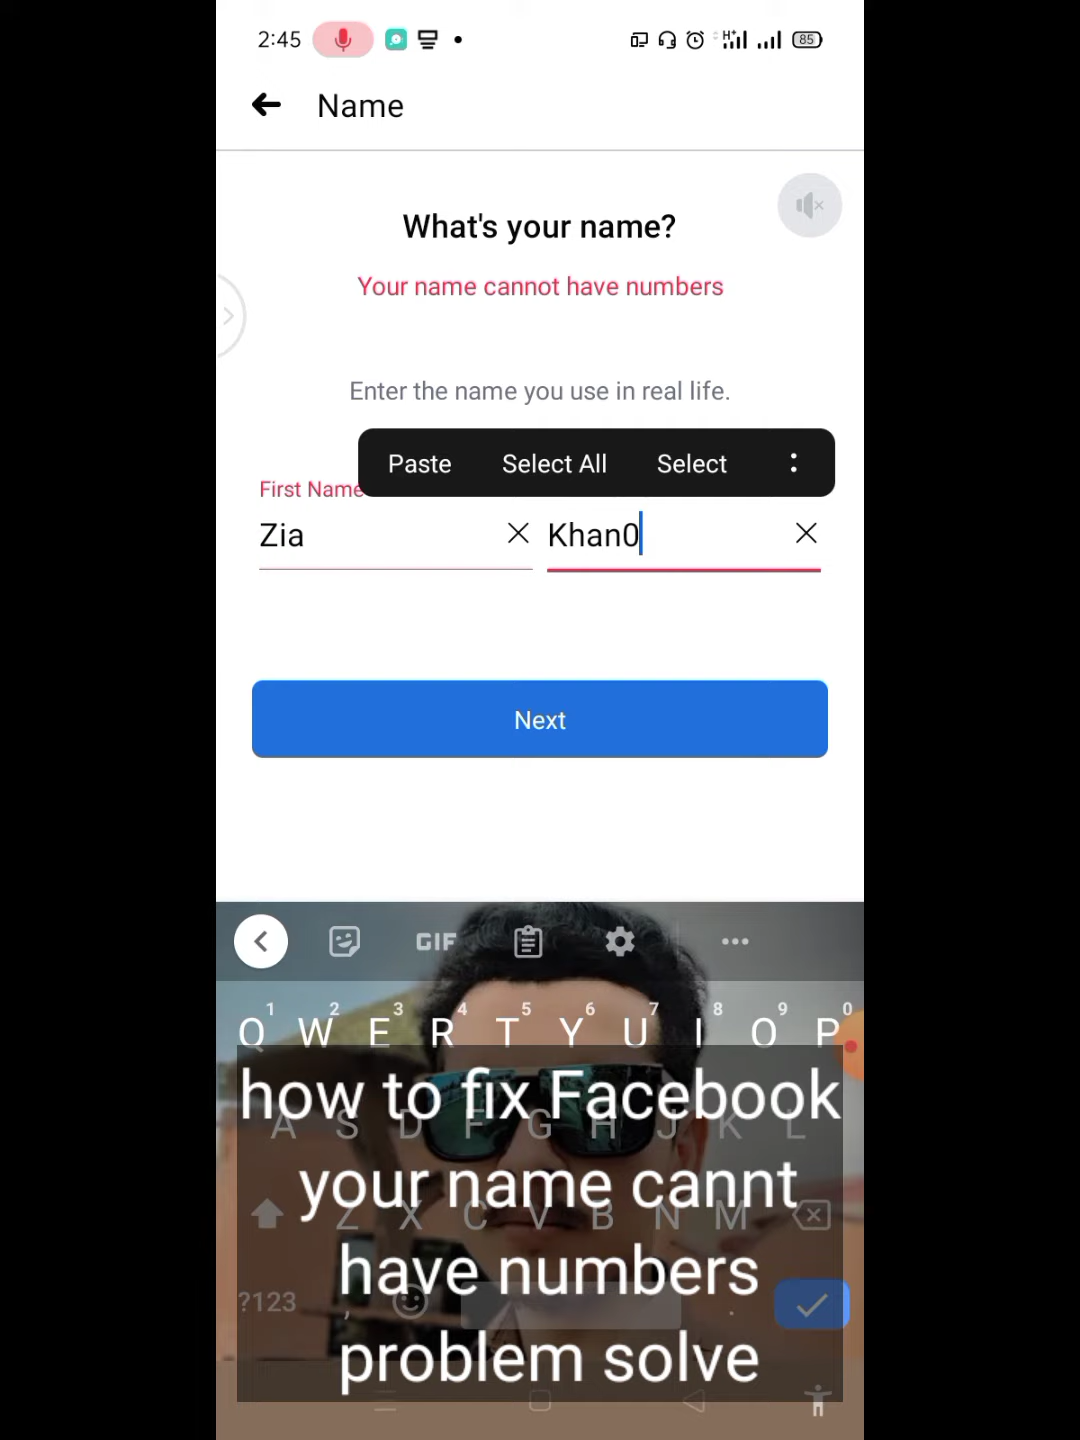 2:45 H+ 85
Name
What's your name?
Your name cannot have numbers
Enter the name you use in real life.
Paste Select All Select
First Name
Zia Khan0
Next
GIF
1 2 3 4 5 6 7 8 9 0
Q W E R T Y U I O P
how to fix Facebook
A S D F G H J K L
your name cannt
Z X C V B N M
have numbers
?123 , .
problem solve